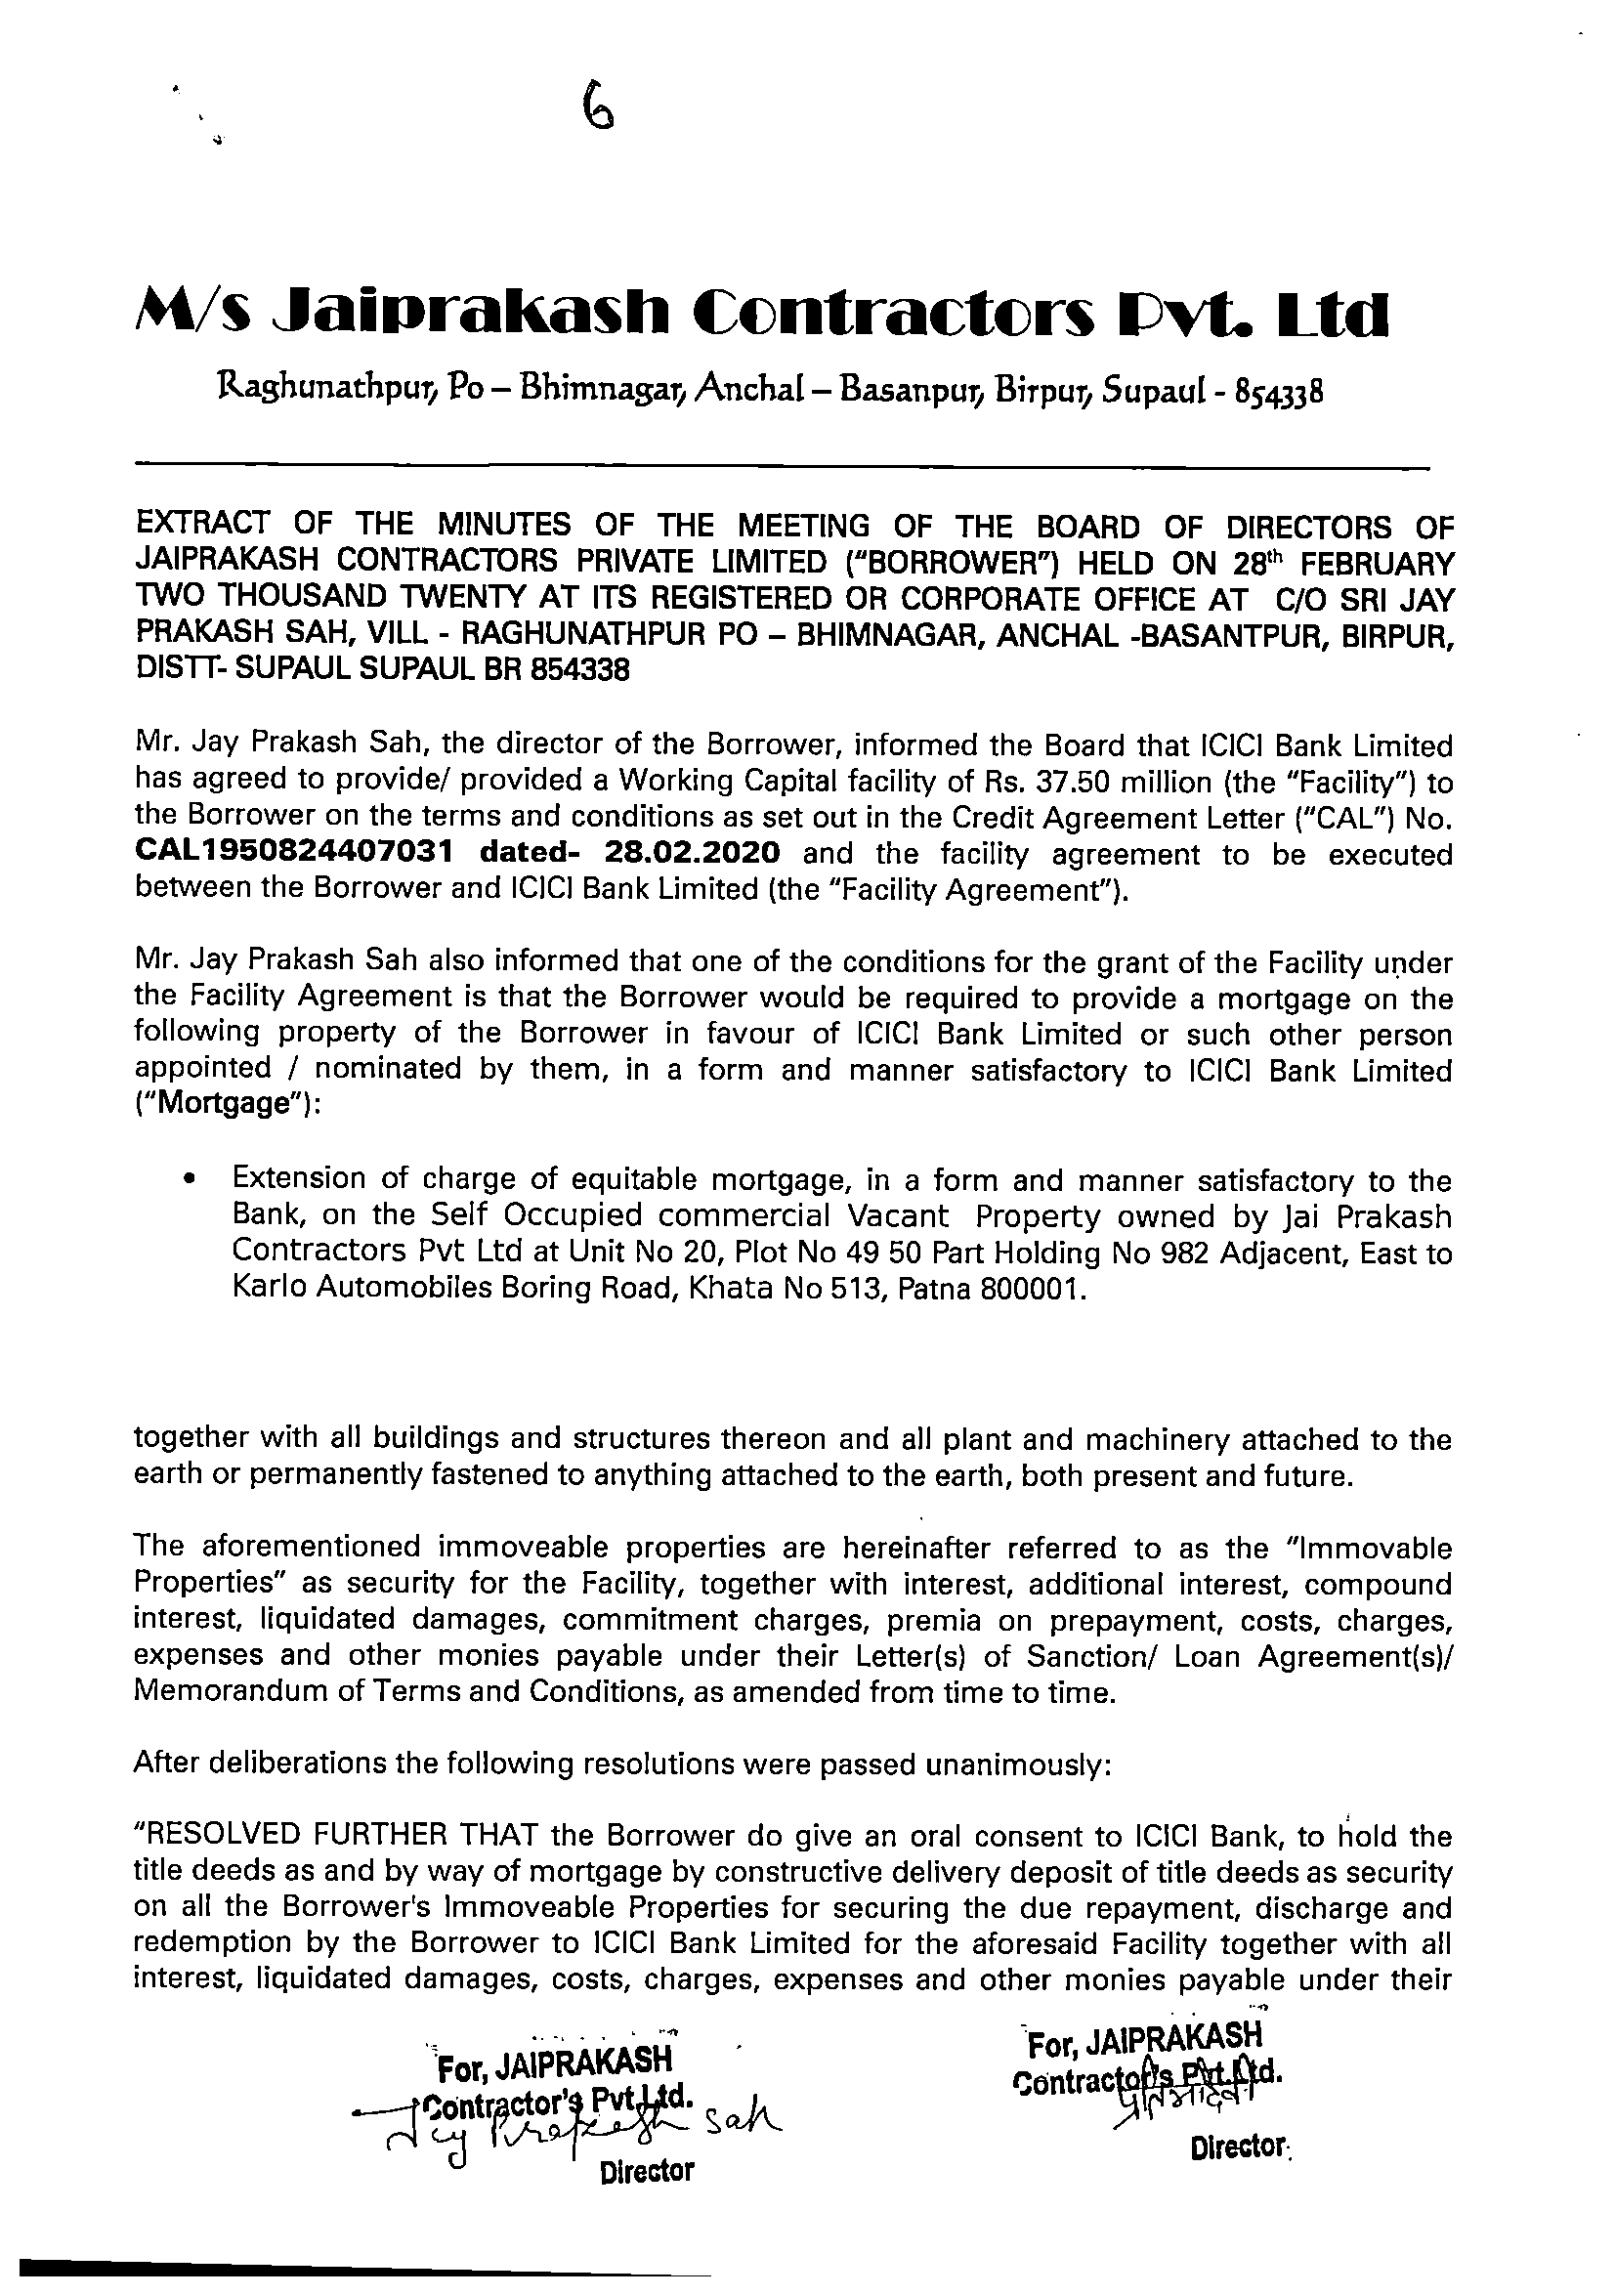 6
M/s Jaiprakash Contractors Pvt. Ltd
Raghunathpur, Po – Bhimnagar, Anchal – Basanpur, Birpur, Supaul - 854338
EXTRACT OF THE MINUTES OF THE MEETING OF THE BOARD OF DIRECTORS OF
JAIPRAKASH CONTRACTORS PRIVATE LIMITED ("BORROWER") HELD ON 28th FEBRUARY
TWO THOUSAND TWENTY AT ITS REGISTERED OR CORPORATE OFFICE AT C/O SRI JAY
PRAKASH SAH, VILL - RAGHUNATHPUR PO – BHIMNAGAR, ANCHAL -BASANTPUR, BIRPUR,
DISTT- SUPAUL SUPAUL BR 854338
Mr. Jay Prakash Sah, the director of the Borrower, informed the Board that ICICI Bank Limited
has agreed to provide/ provided a Working Capital facility of Rs. 37.50 million (the "Facility") to
the Borrower on the terms and conditions as set out in the Credit Agreement Letter ("CAL") No.
CAL1950824407031 dated- 28.02.2020 and the facility agreement to be executed
between the Borrower and ICICI Bank Limited (the "Facility Agreement").
Mr. Jay Prakash Sah also informed that one of the conditions for the grant of the Facility under
the Facility Agreement is that the Borrower would be required to provide a mortgage on the
following property of the Borrower in favour of ICICI Bank Limited or such other person
appointed / nominated by them, in a form and manner satisfactory to ICICI Bank Limited
("Mortgage"):
• Extension of charge of equitable mortgage, in a form and manner satisfactory to the
Bank, on the Self Occupied commercial Vacant Property owned by Jai Prakash
Contractors Pvt Ltd at Unit No 20, Plot No 49 50 Part Holding No 982 Adjacent, East to
Karlo Automobiles Boring Road, Khata No 513, Patna 800001.
together with all buildings and structures thereon and all plant and machinery attached to the
earth or permanently fastened to anything attached to the earth, both present and future.
The aforementioned immoveable properties are hereinafter referred to as the "Immovable
Properties" as security for the Facility, together with interest, additional interest, compound
interest, liquidated damages, commitment charges, premia on prepayment, costs, charges,
expenses and other monies payable under their Letter(s) of Sanction/ Loan Agreement(s)/
Memorandum of Terms and Conditions, as amended from time to time.
After deliberations the following resolutions were passed unanimously:
"RESOLVED FURTHER THAT the Borrower do give an oral consent to ICICI Bank, to hold the
title deeds as and by way of mortgage by constructive delivery deposit of title deeds as security
on all the Borrower's Immoveable Properties for securing the due repayment, discharge and
redemption by the Borrower to ICICI Bank Limited for the aforesaid Facility together with all
interest, liquidated damages, costs, charges, expenses and other monies payable under their
For, JAIPRAKASH
Contractor's Pvt.Ltd.
Jay Prakash Sah
Director
For, JAIPRAKASH
Contractor's Pvt.Ltd.
Director